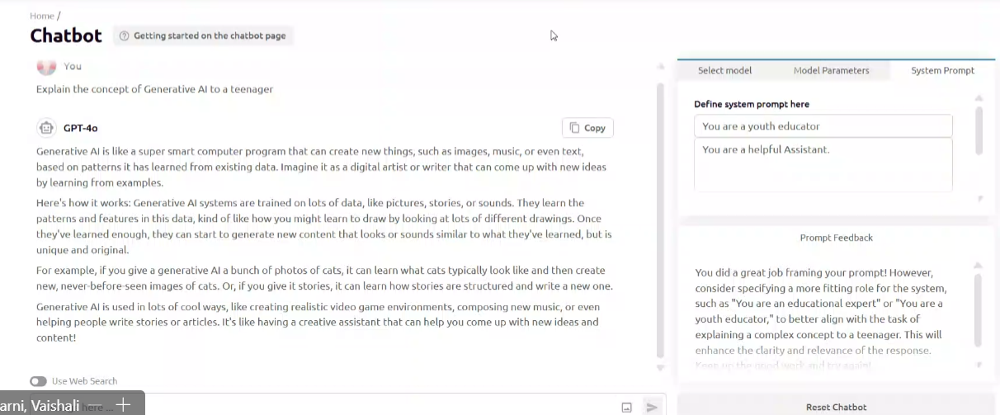 Home /
Chatbot
Getting started on the chatbot page
You
Explain the concept of Generative AI to a teenager
GPT-4o
Copy
Generative AI is like a super smart computer program that can create new things, such as images, music, or even text,
based on patterns it has learned from existing data. Imagine it as a digital artist or writer that can come up with new ideas
by learning from examples.
Here's how it works: Generative AI systems are trained on lots of data, like pictures, stories, or sounds. They learn the
patterns and features in this data, kind of like how you might learn to draw by looking at lots of different drawings. Once
they've learned enough, they can start to generate new content that looks or sounds similar to what they've learned, but is
unique and original.
For example, if you give a generative AI a bunch of photos of cats, it can learn what cats typically look like and then create
new, never-before-seen images of cats. Or, if you give it stories, it can learn how stories are structured and write a new one.
Generative AI is used in lots of cool ways, like creating realistic video game environments, composing new music, or even
helping people write stories or articles. It's like having a creative assistant that can help you come up with new ideas and
content!
Use Web Search
arni, Vaishali
here ...
Select model
Model Parameters
System Prompt
Define system prompt here
You are a youth educator
You are a helpful Assistant.
Prompt Feedback
You did a great job framing your prompt! However,
consider specifying a more fitting role for the system,
such as "You are an educational expert" or "You are a
youth educator," to better align with the task of
explaining a complex concept to a teenager. This will
enhance the clarity and relevance of the response.
Keep up the good work and try again!
Reset Chatbot